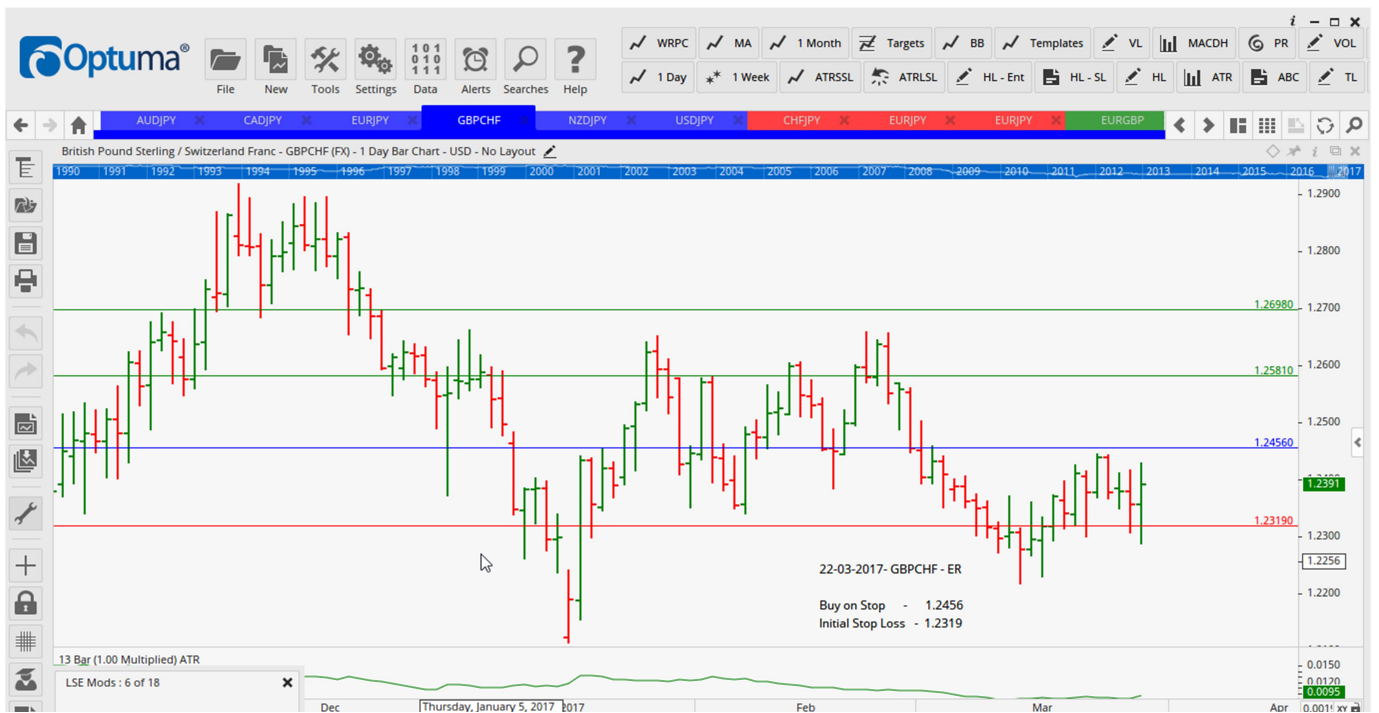 i
Optuma®
101
010
111
?
File New Tools Settings Data Alerts Searches Help
WRPC MA 1 Month Targets BB Templates VL MACDH PR VOL
1 Day 1 Week ATRSSL ATRLSL HL - Ent HL - SL HL ATR ABC TL
AUDJPY CADJPY EURJPY GBPCHF NZDJPY USDJPY CHFJPY EURJPY EURJPY EURGBP
British Pound Sterling / Switzerland Franc - GBPCHF (FX) - 1 Day Bar Chart - USD - No Layout
1990 1991 1992 1993 1994 1995 1996 1997 1998 1999 2000 2001 2002 2003 2004 2005 2006 2007 2008 2009 2010 2011 2012 2013 2014 2015 2016 2017
1.2900
1.2800
1.26980
1.2700
1.2600
1.25810
1.2500
1.24560
1.2391
1.23190
1.2300
1.2256
22-03-2017- GBPCHF - ER
1.2200
Buy on Stop - 1.2456
Initial Stop Loss - 1.2319
13 Bar (1.00 Multiplied) ATR
0.0150
0.0120
0.0095
LSE Mods : 6 of 18
Dec Thursday, January 5, 2017 2017 Feb Mar Apr XY